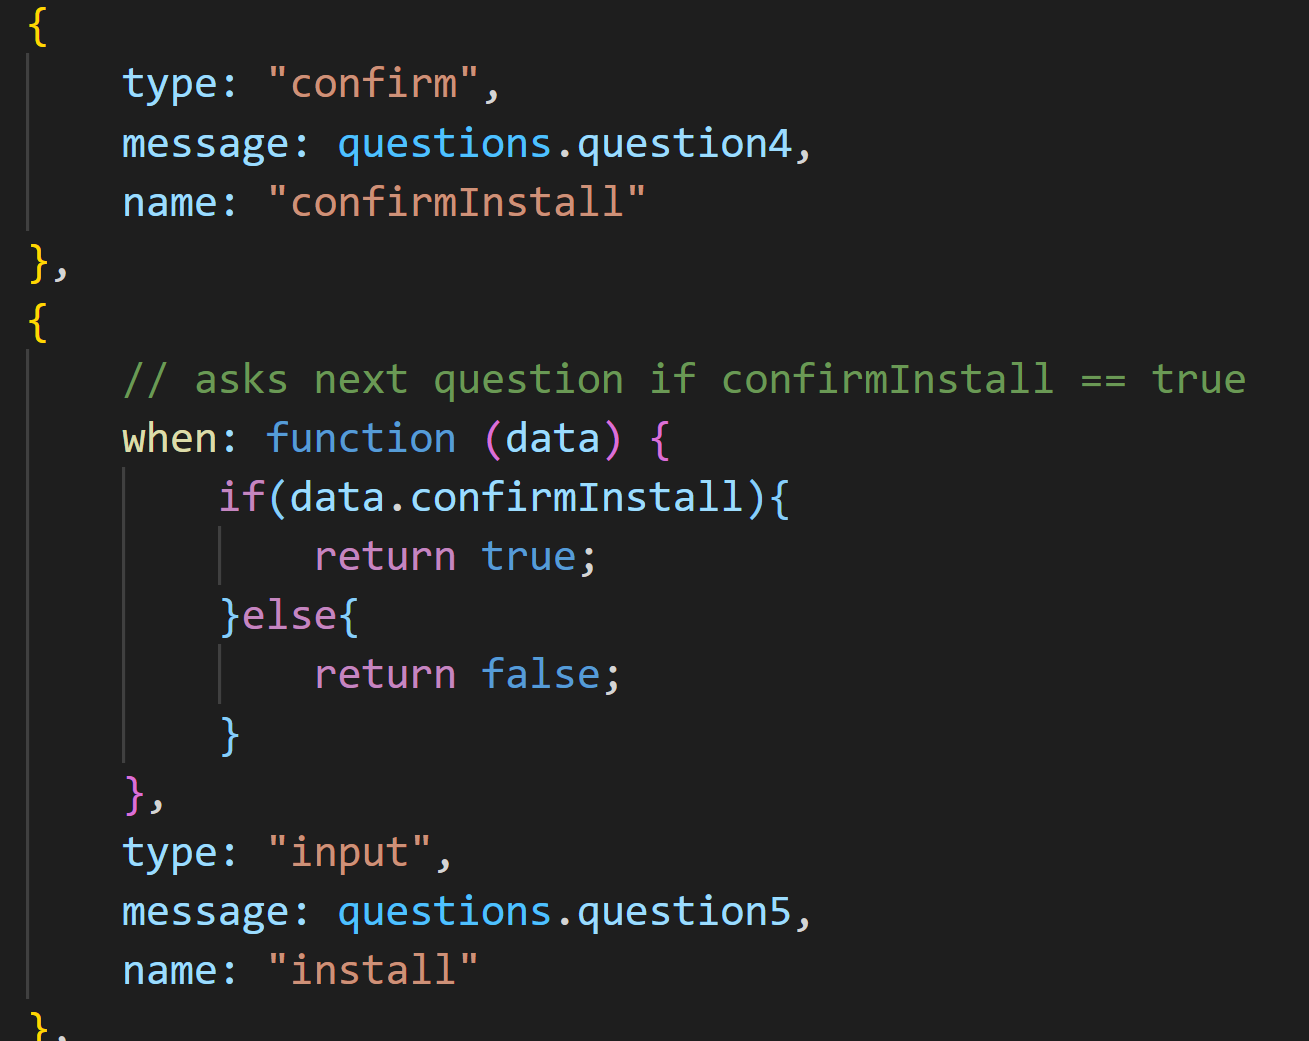 {
    type: "confirm",
    message: questions.question4,
    name: "confirmInstall"
},
{
    // asks next question if confirmInstall == true
    when: function (data) {
        if(data.confirmInstall){
            return true;
        }else{
            return false;
        }
    },
    type: "input",
    message: questions.question5,
    name: "install"
},